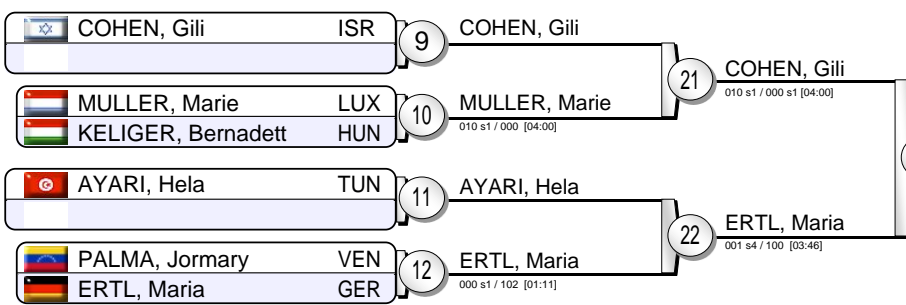 COHEN, Gili ISR
9
COHEN, Gili
MULLER, Marie LUX
KELIGER, Bernadett HUN
10
MULLER, Marie
010 s1 / 000 [04:00]
21
COHEN, Gili
010 s1 / 000 s1 [04:00]
AYARI, Hela TUN
11
AYARI, Hela
PALMA, Jormary VEN
ERTL, Maria GER
12
ERTL, Maria
000 s1 / 102 [01:11]
22
ERTL, Maria
001 s4 / 100 [03:46]